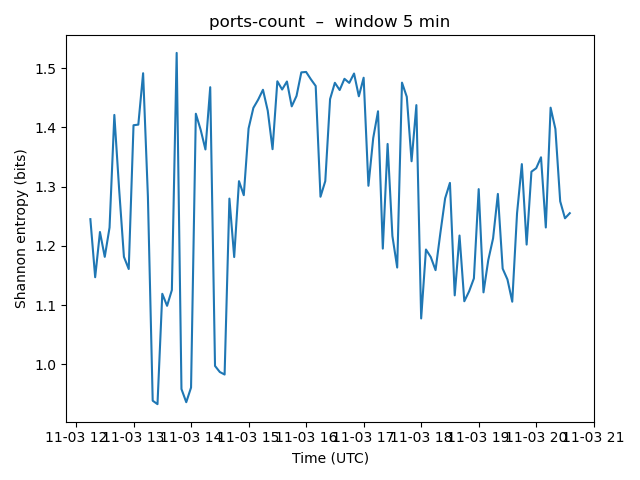 ports-count  –  window 5 min
Shannon entropy (bits)
1.5
1.4
1.3
1.2
1.1
1.0
11-03 12 11-03 13 11-03 14 11-03 15 11-03 16 11-03 17 11-03 18 11-03 19 11-03 20 11-03 21
Time (UTC)